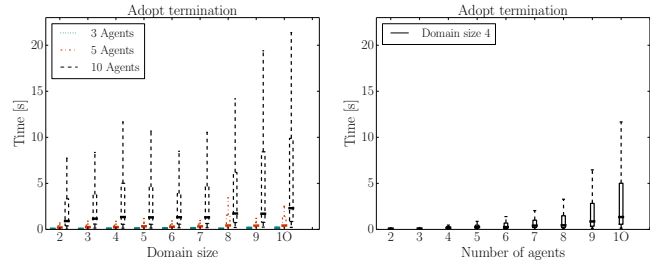 Adopt termination
3 Agents
5 Agents
10 Agents
Time [s]
20
15
10
5
0
2 3 4 5 6 7 8 9 10
Domain size
Adopt termination
Domain size 4
Time [s]
20
15
10
5
0
2 3 4 5 6 7 8 9 10
Number of agents